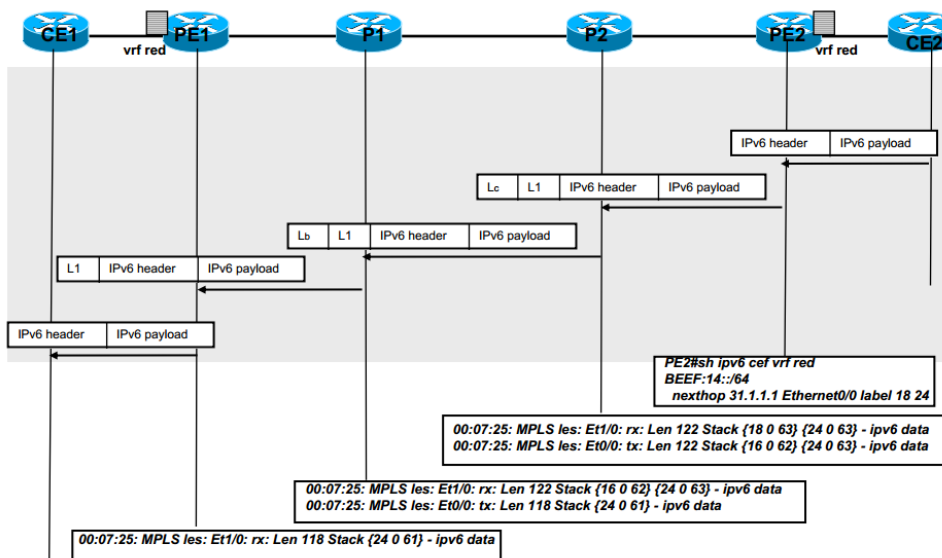 CE1 PE1 P1 P2 PE2 CE2
vrf red vrf red
IPv6 header IPv6 payload
Lc L1 IPv6 header IPv6 payload
Lb L1 IPv6 header IPv6 payload
L1 IPv6 header IPv6 payload
IPv6 header IPv6 payload
PE2#sh ipv6 cef vrf red
BEEF:14::/64
nexthop 31.1.1.1 Ethernet0/0 label 18 24
00:07:25: MPLS les: Et1/0: rx: Len 122 Stack {18 0 63} {24 0 63} - ipv6 data
00:07:25: MPLS les: Et0/0: tx: Len 122 Stack {16 0 62} {24 0 63} - ipv6 data
00:07:25: MPLS les: Et1/0: rx: Len 122 Stack {16 0 62} {24 0 63} - ipv6 data
00:07:25: MPLS les: Et0/0: tx: Len 118 Stack {24 0 61} - ipv6 data
00:07:25: MPLS les: Et1/0: rx: Len 118 Stack {24 0 61} - ipv6 data